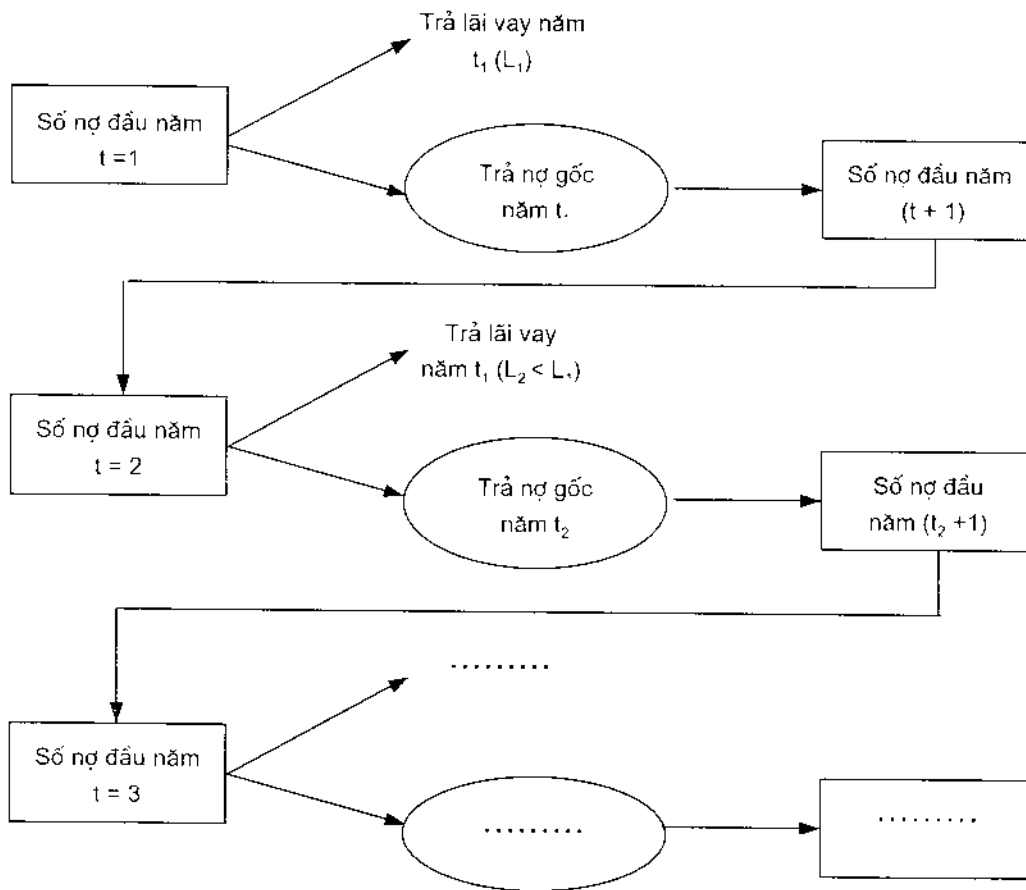 Trả lãi vay năm
t₁ (L₁)
Số nợ đầu năm
t =1
Trả nợ gốc
năm t.
Số nợ đầu năm
(t + 1)
Trả lãi vay
năm t₁ (L₂ < L₁)
Số nợ đầu năm
t = 2
Trả nợ gốc
năm t₂
Số nợ đầu
năm (t₂ +1)
.........
Số nợ đầu năm
t = 3
.........
.........